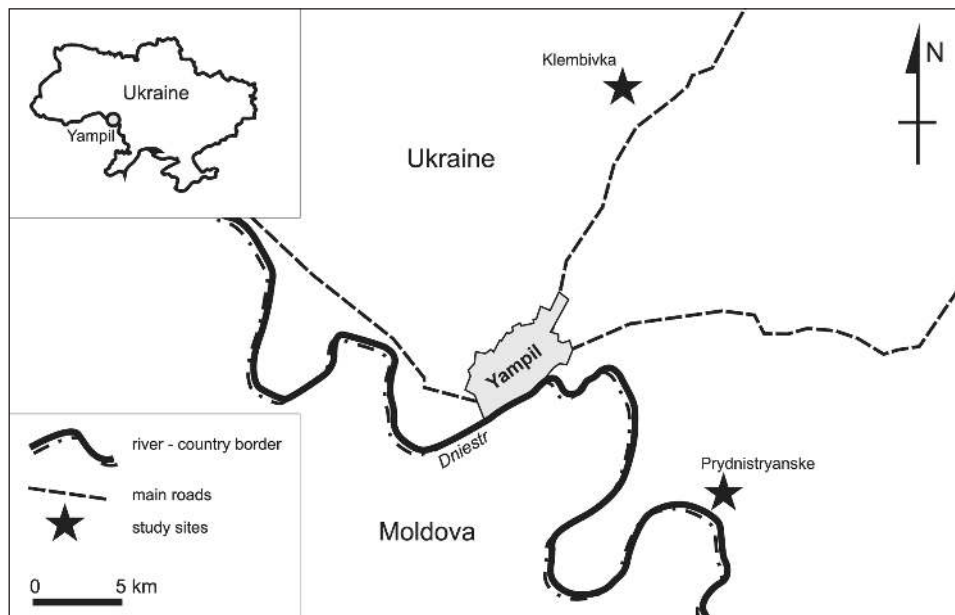 Ukraine
Yampil
Klembivka
N
Ukraine
Yampil
Dniestr
Prydnistryanske
Moldova
river - country border
main roads
study sites
0 5 km